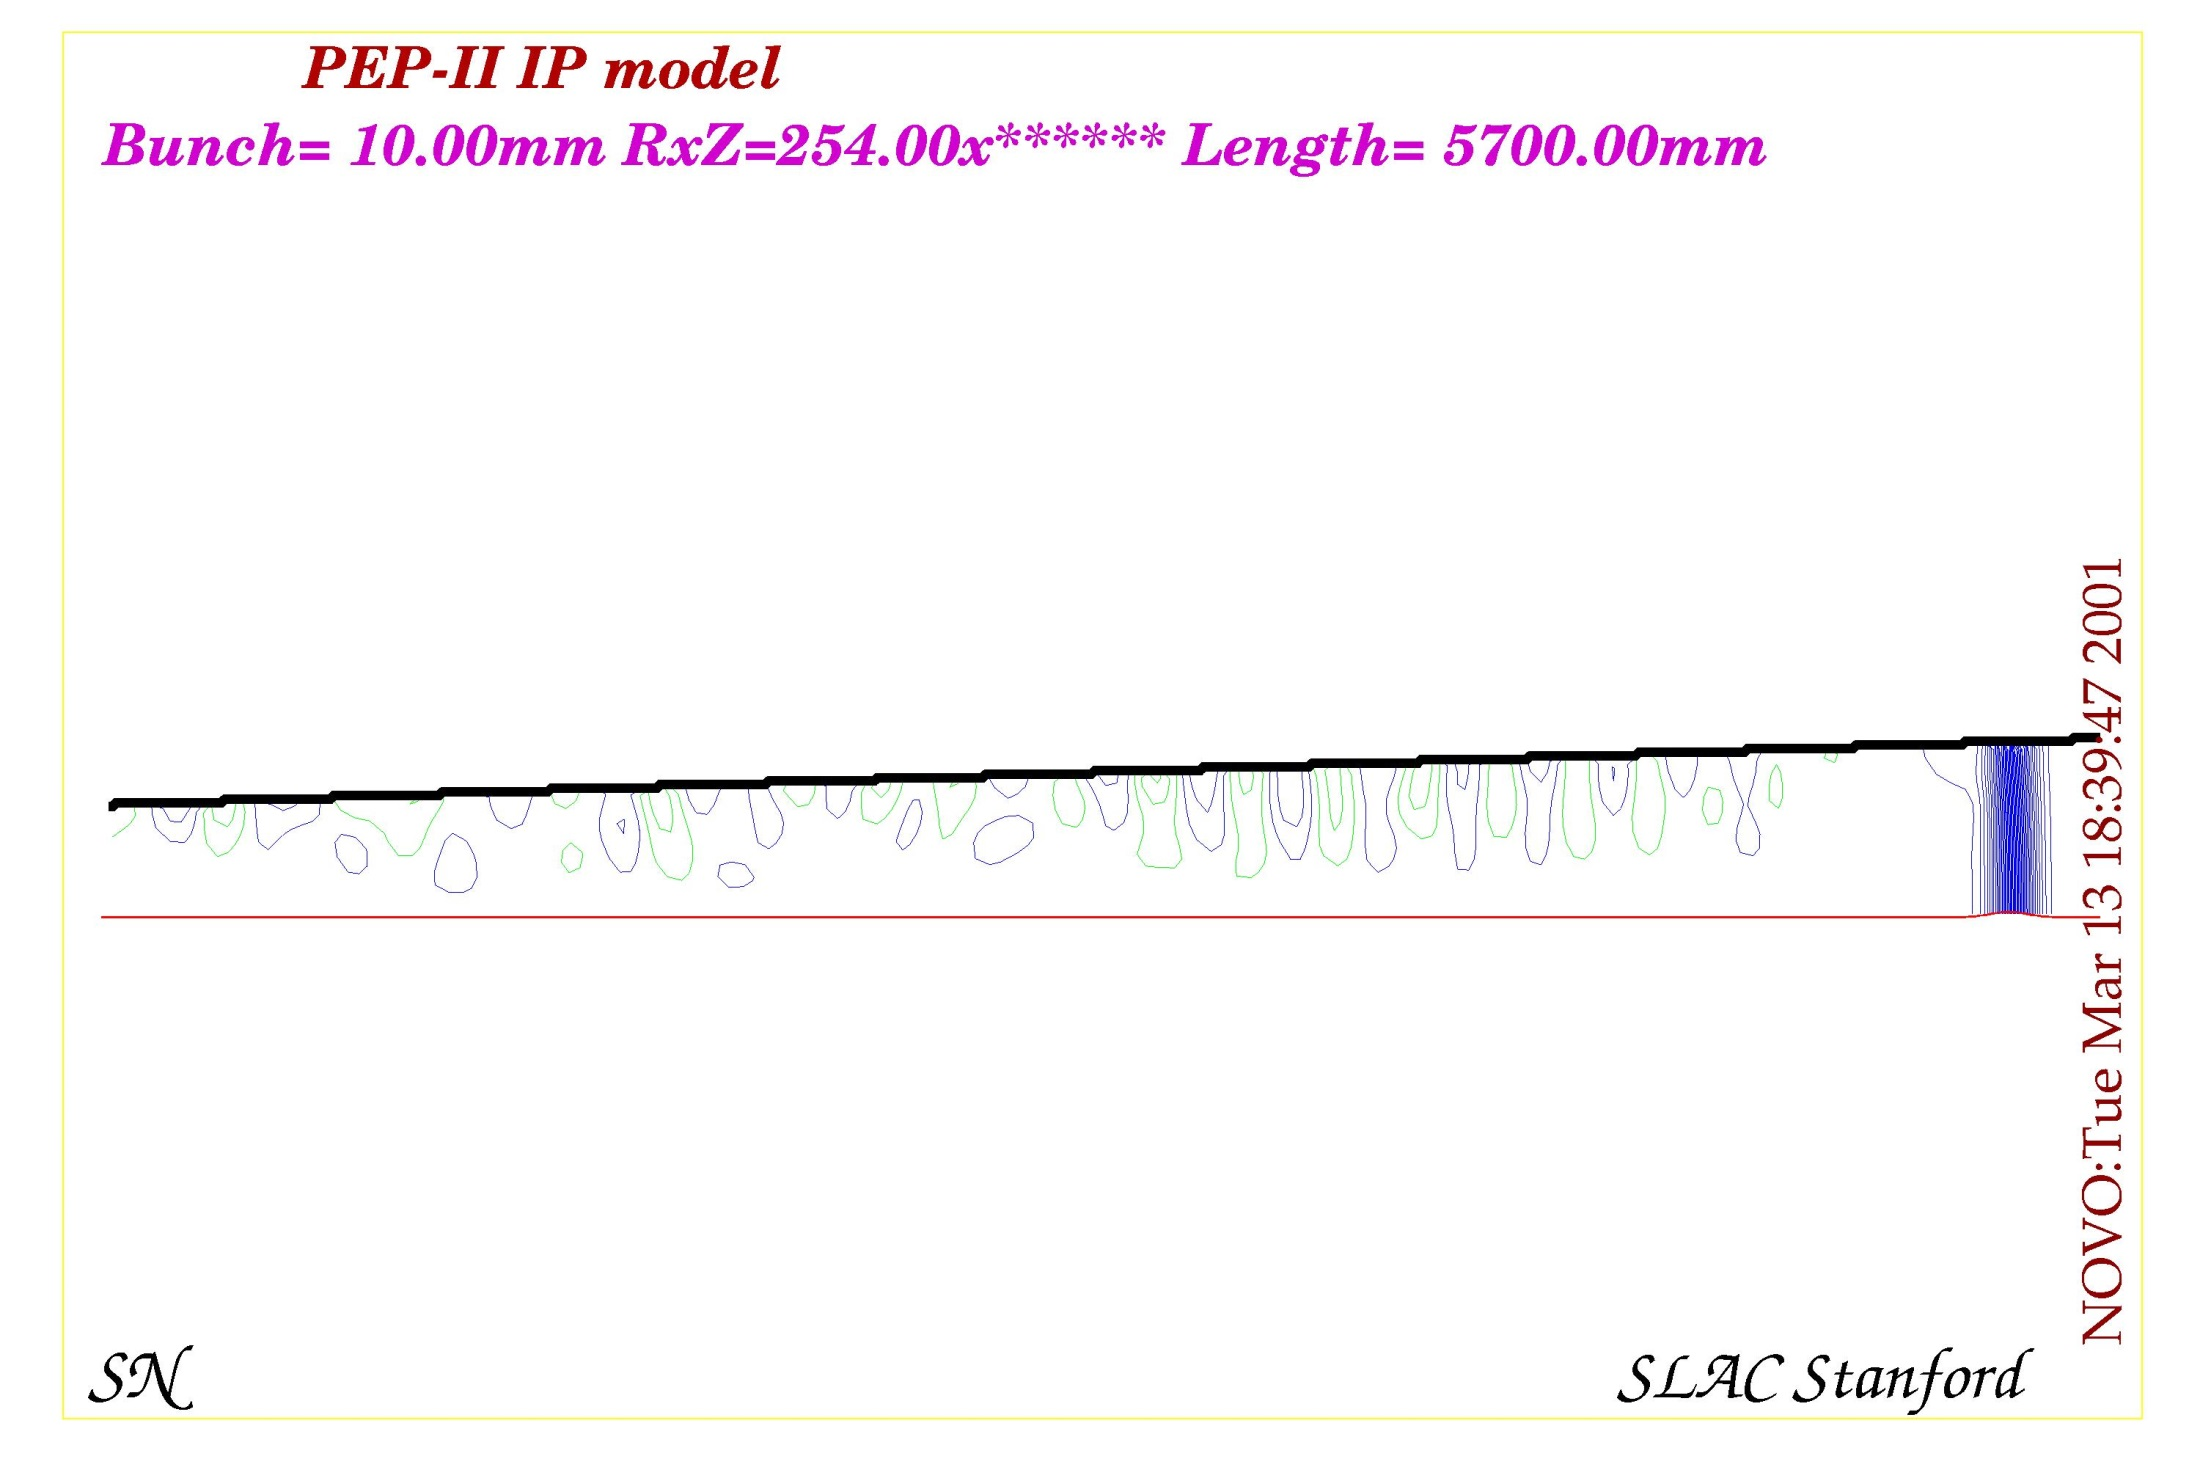 PEP-II IP model
Bunch= 10.00mm RxZ=254.00x****** Length= 5700.00mm
NOVO:Tue Mar 13 18:39:47 2001
SN
SLAC Stanford